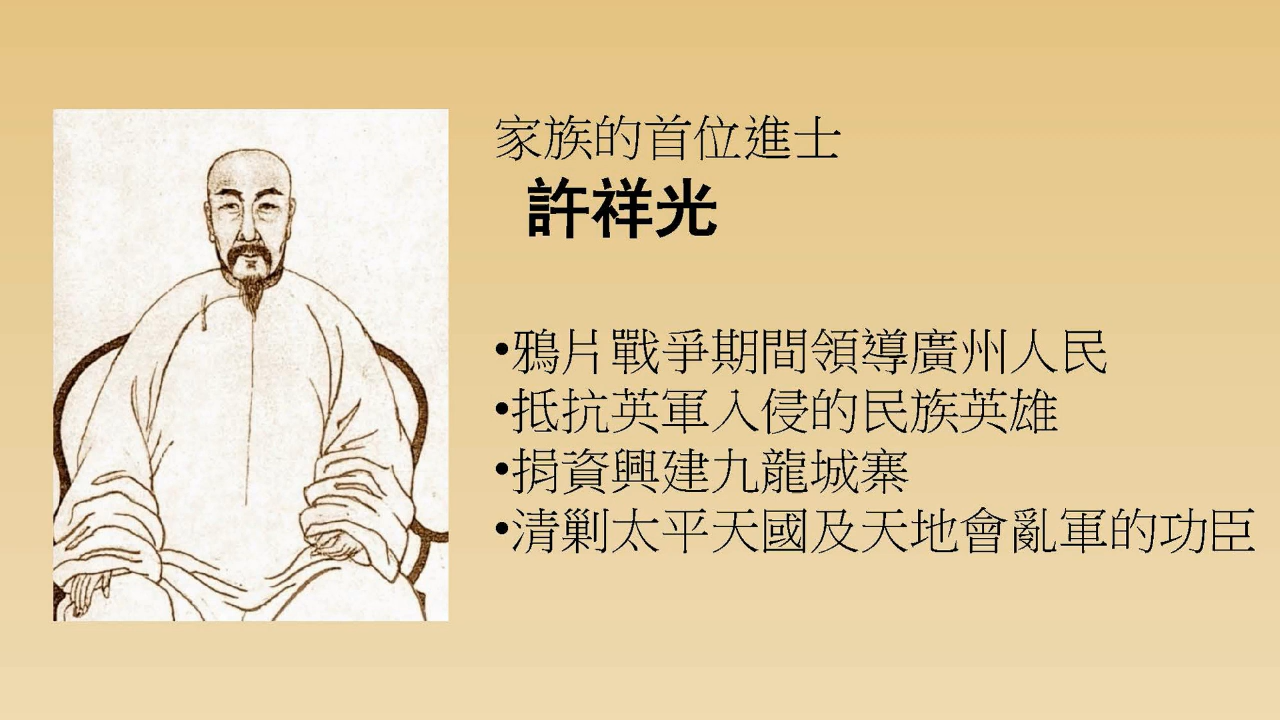 家族的首位進士
許祥光
•鴉片戰爭期間領導廣州人民
•抵抗英軍入侵的民族英雄
•捐資興建九龍城寨
•清剿太平天國及天地會亂軍的功臣